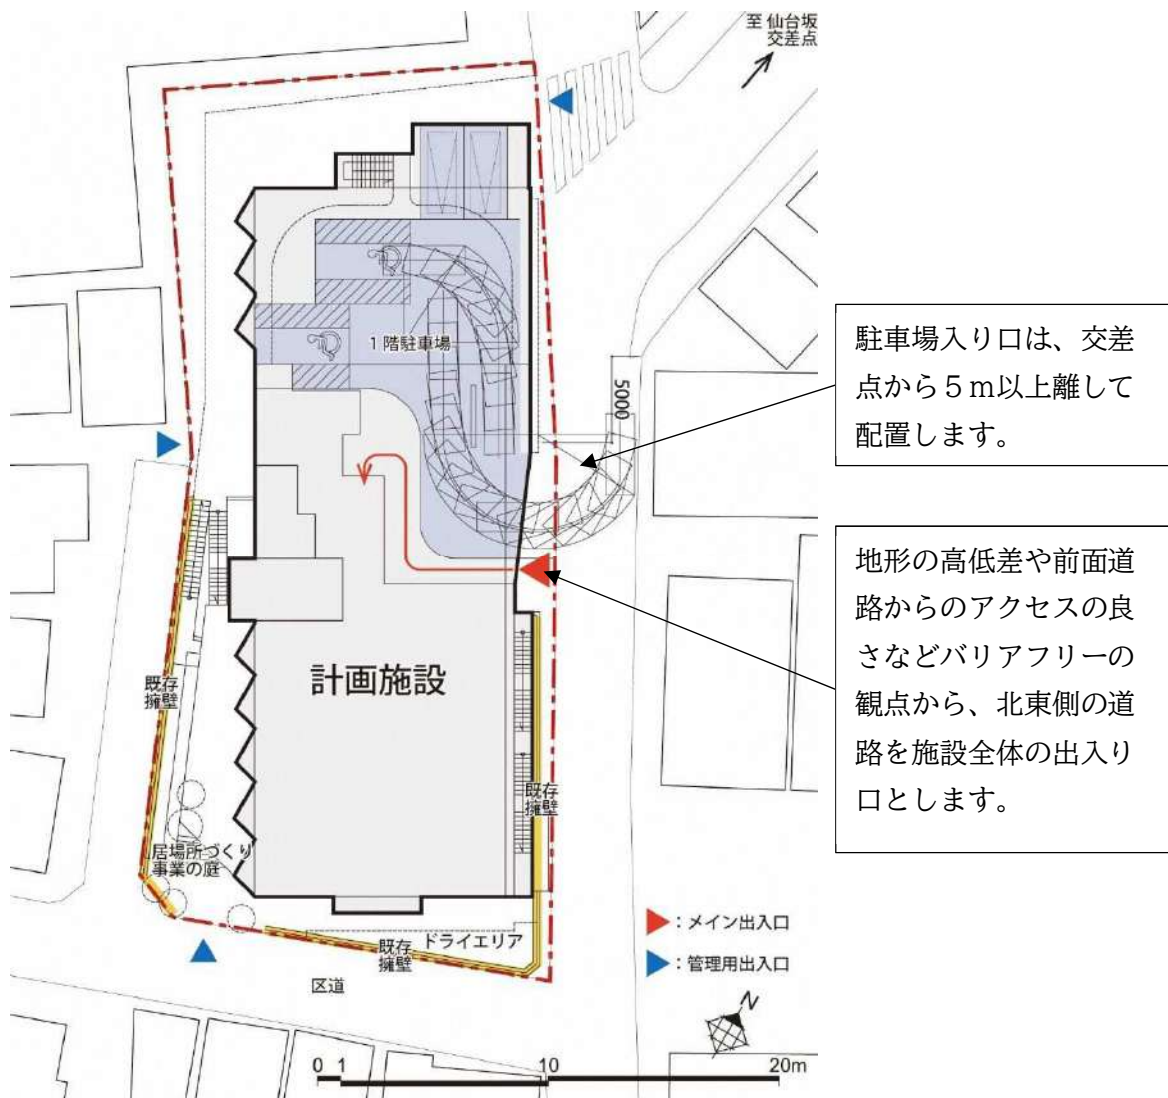 至 仙台坂
交差点
1 階駐車場
5000
駐車場入り口は、交差
点から５ｍ以上離して
配置します。
地形の高低差や前面道
路からのアクセスの良
さなどバリアフリーの
観点から、北東側の道
路を施設全体の出入り
口とします。
計画施設
既存
擁壁
既存
擁壁
居場所づくり
事業の庭
ドライエリア
既存
擁壁
区道
：メイン出入口
：管理用出入口
N
0 1 10 20m